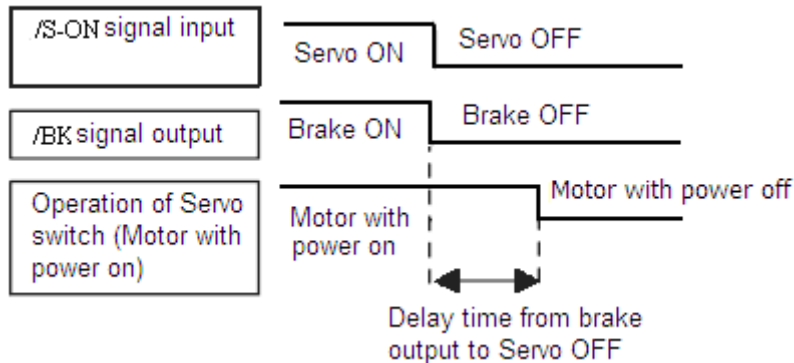 /S-ON signal input
Servo ON
Servo OFF
/BK signal output
Brake ON
Brake OFF
Operation of Servo
switch (Motor with
power on)
Motor with
power on
Motor with power off
Delay time from brake
output to Servo OFF